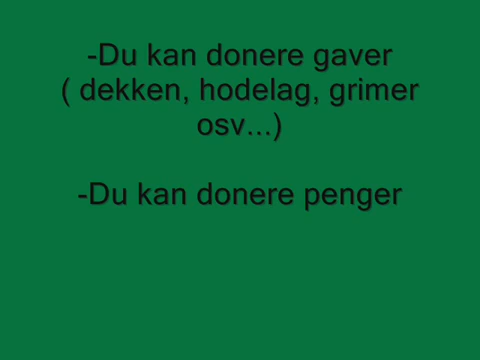 -Du kan donere gaver
( dekken, hodelag, grimer
osv...)
-Du kan donere penger